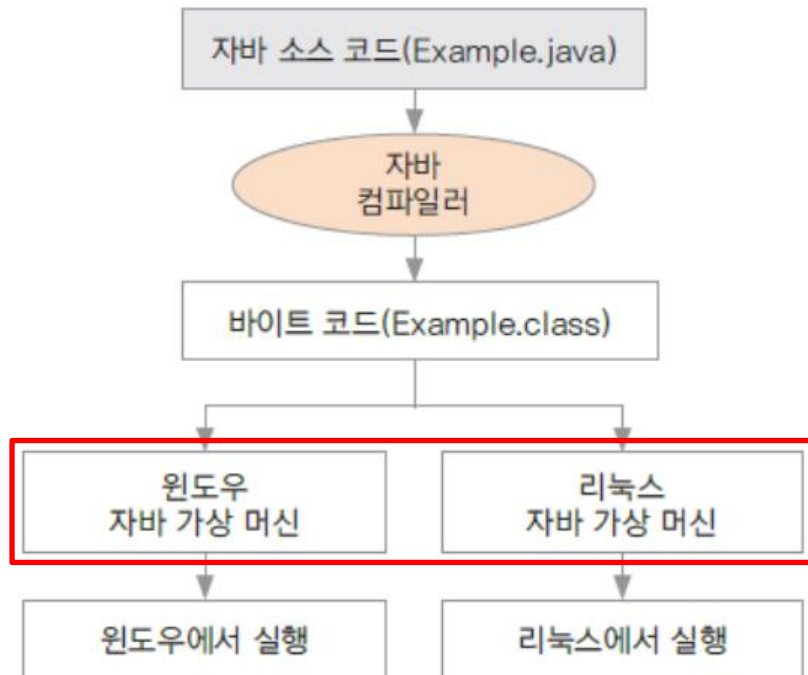 자바 소스 코드(Example.java)
자바
컴파일러
바이트 코드(Example.class)
윈도우
자바 가상 머신
리눅스
자바 가상 머신
윈도우에서 실행
리눅스에서 실행